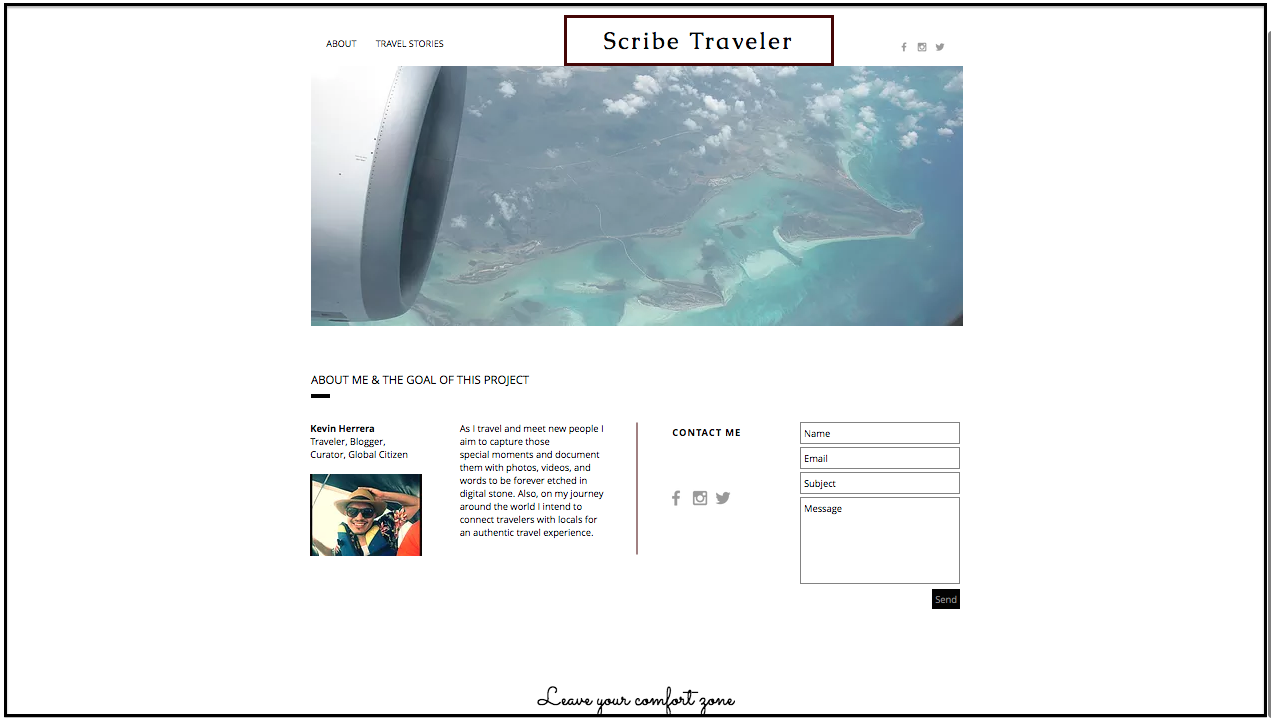 ABOUT
TRAVEL STORIES
Scribe Traveler
ABOUT ME & THE GOAL OF THIS PROJECT
Kevin Herrera
Traveler, Blogger,
Curator, Global Citizen
As I travel and meet new people I
aim to capture those
special moments and document
them with photos, videos, and
words to be forever etched in
digital stone. Also, on my journey
around the world I intend to
connect travelers with locals for
an authentic travel experience.
CONTACT ME
Name
Email
Subject
Message
Send
Leave your comfort zone